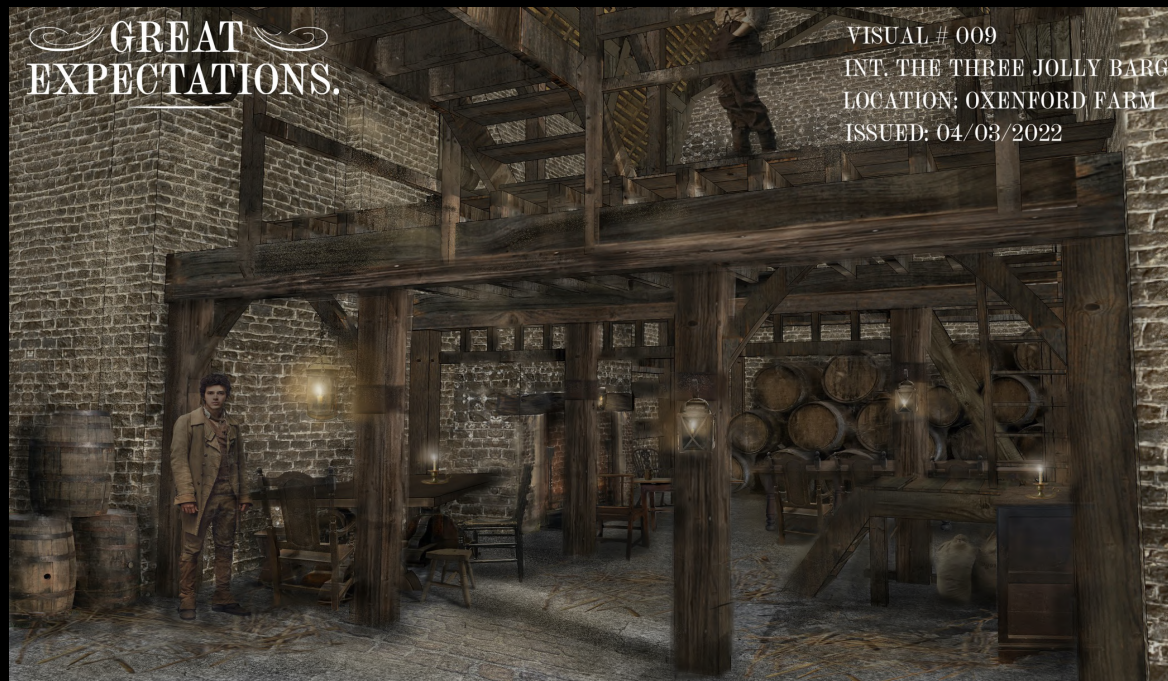 GREAT
EXPECTATIONS.
VISUAL # 009
INT. THE THREE JOLLY BARG
LOCATION: OXENFORD FARM
ISSUED: 04/03/2022